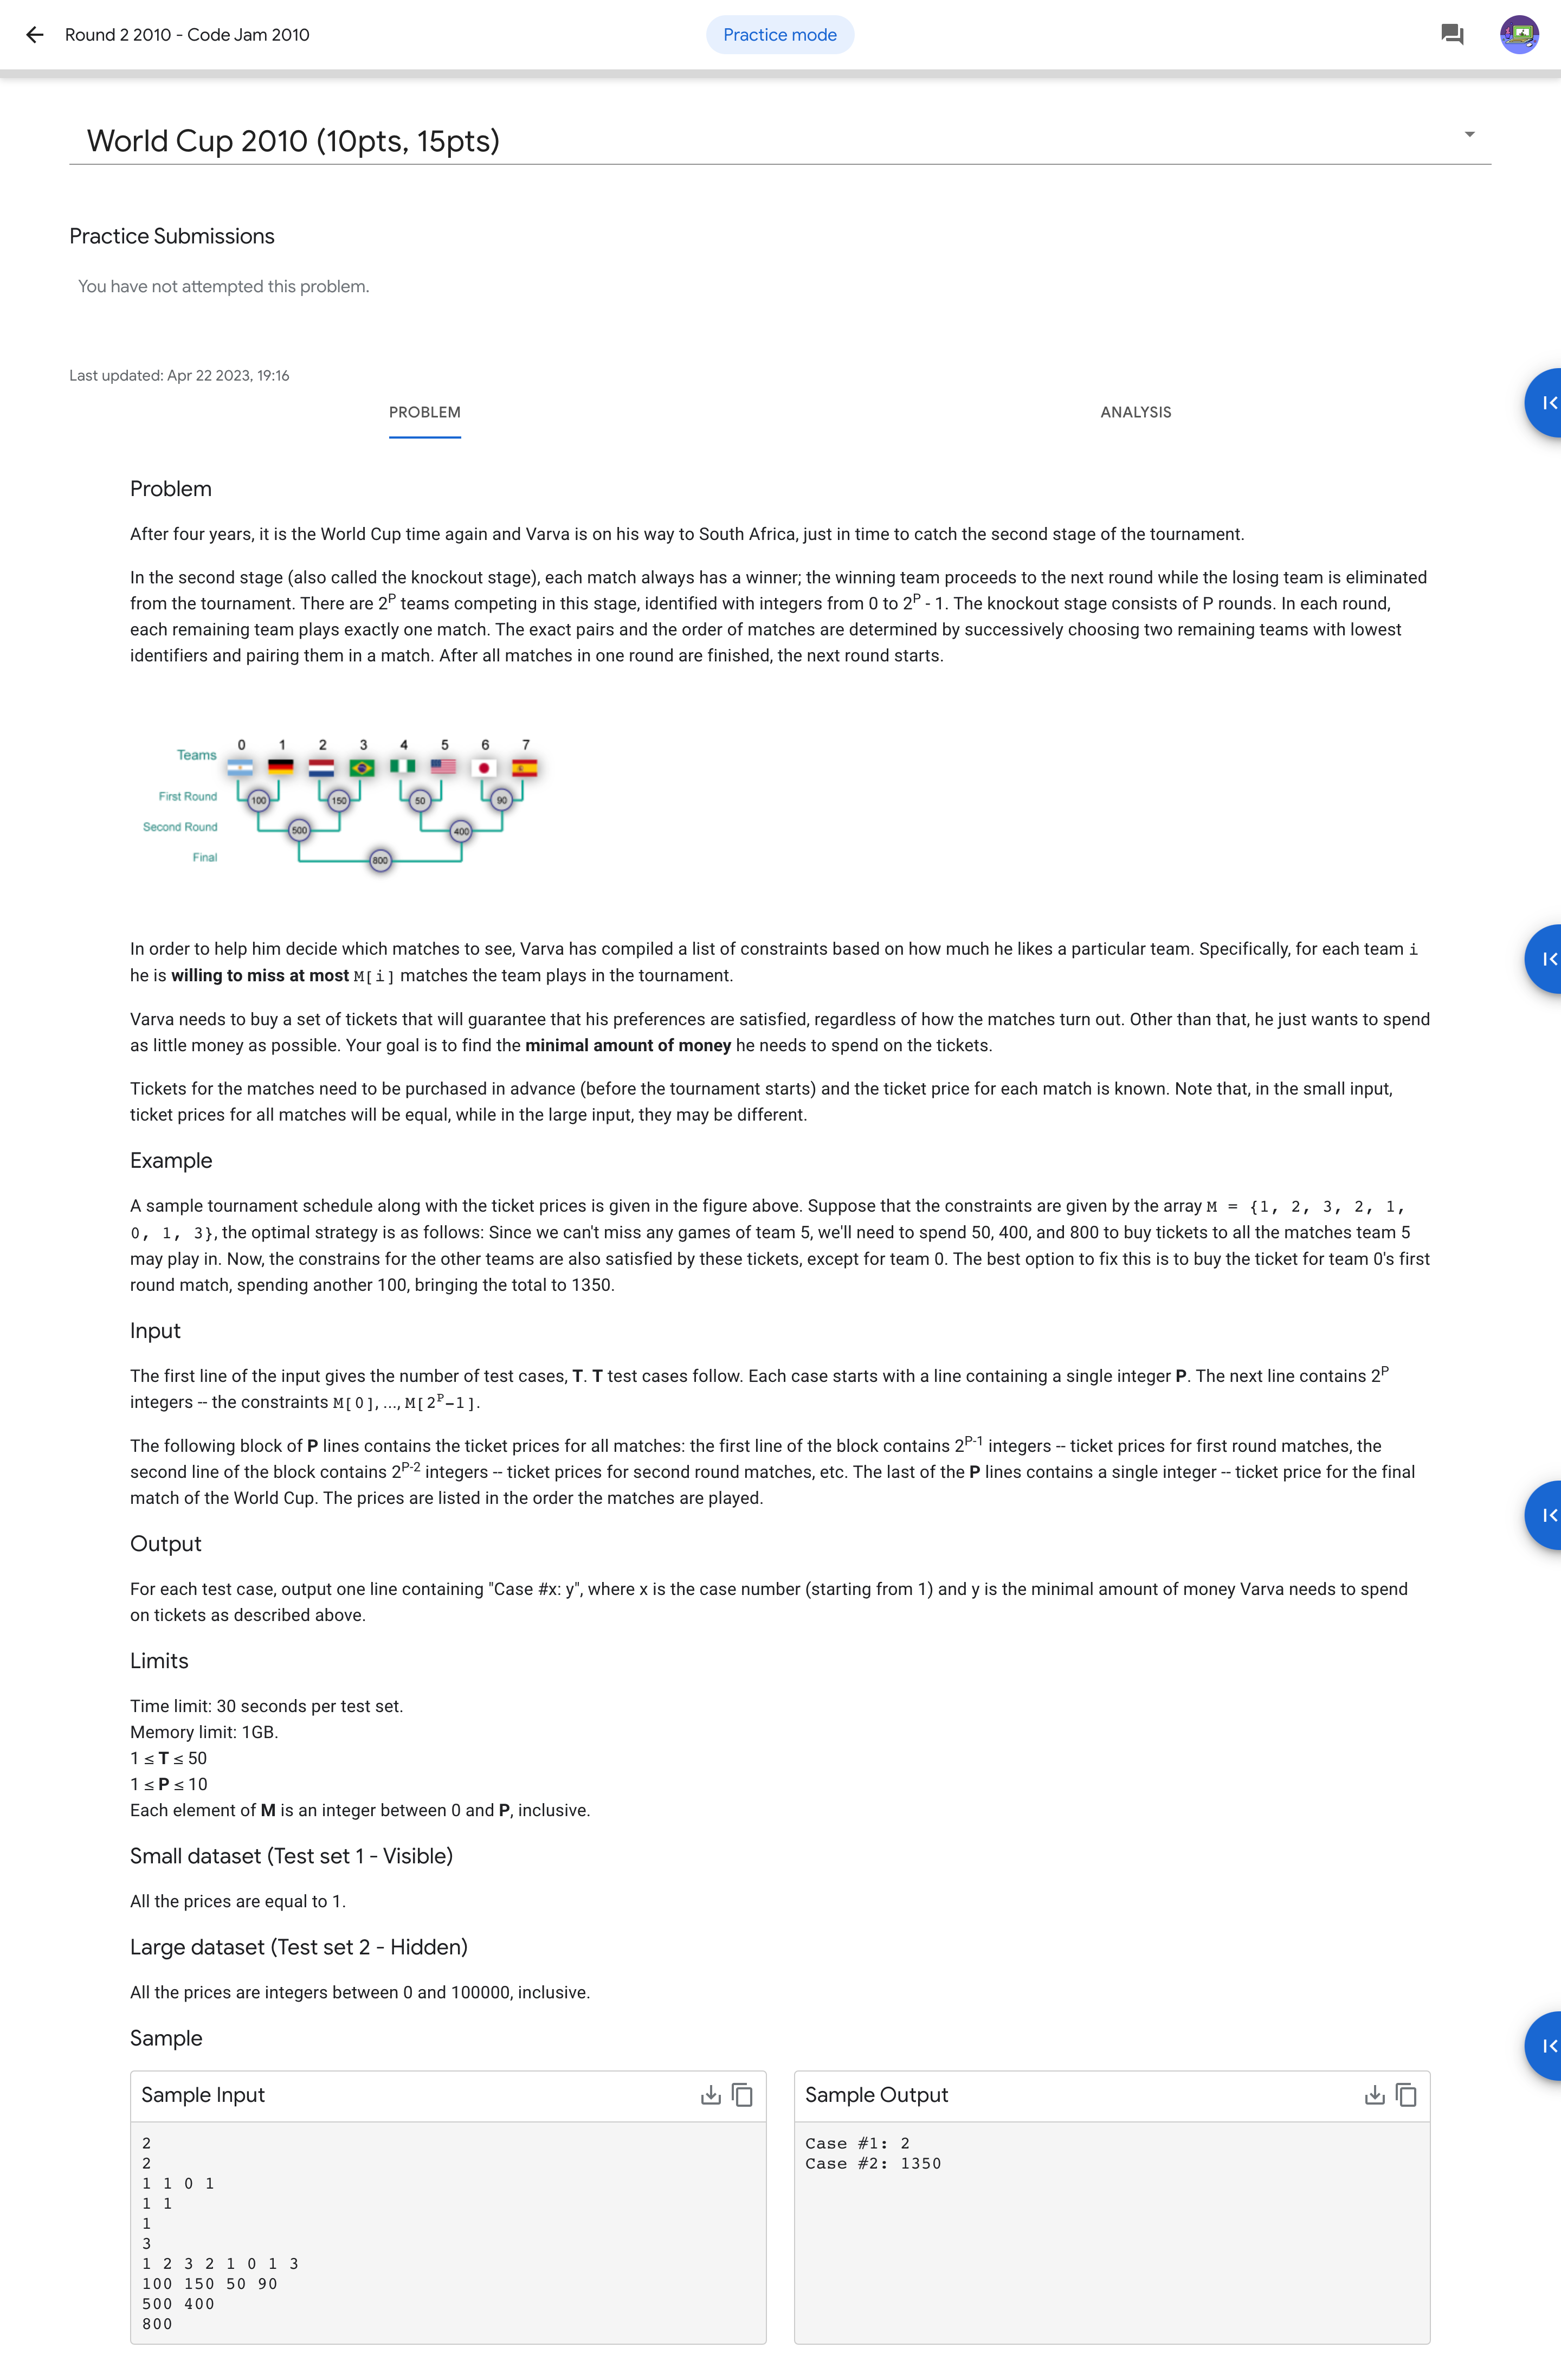 Round 2 2010 - Code Jam 2010
Practice mode
World Cup 2010 (10pts, 15pts)
Practice Submissions
You have not attempted this problem.
Last updated: Apr 22 2023, 19:16
PROBLEM
ANALYSIS
Problem
After four years, it is the World Cup time again and Varva is on his way to South Africa, just in time to catch the second stage of the tournament.
In the second stage (also called the knockout stage), each match always has a winner; the winning team proceeds to the next round while the losing team is eliminated
from the tournament. There are 2^P teams competing in this stage, identified with integers from 0 to 2^P - 1. The knockout stage consists of P rounds. In each round,
each remaining team plays exactly one match. The exact pairs and the order of matches are determined by successively choosing two remaining teams with lowest
identifiers and pairing them in a match. After all matches in one round are finished, the next round starts.
0 1 2 3 4 5 6 7
Teams
First Round 100 150 50 90
Second Round 500 400
Final 800
In order to help him decide which matches to see, Varva has compiled a list of constraints based on how much he likes a particular team. Specifically, for each team i
he is willing to miss at most M[i] matches the team plays in the tournament.
Varva needs to buy a set of tickets that will guarantee that his preferences are satisfied, regardless of how the matches turn out. Other than that, he just wants to spend
as little money as possible. Your goal is to find the minimal amount of money he needs to spend on the tickets.
Tickets for the matches need to be purchased in advance (before the tournament starts) and the ticket price for each match is known. Note that, in the small input,
ticket prices for all matches will be equal, while in the large input, they may be different.
Example
A sample tournament schedule along with the ticket prices is given in the figure above. Suppose that the constraints are given by the array M = {1, 2, 3, 2, 1,
0, 1, 3}, the optimal strategy is as follows: Since we can't miss any games of team 5, we'll need to spend 50, 400, and 800 to buy tickets to all the matches team 5
may play in. Now, the constrains for the other teams are also satisfied by these tickets, except for team 0. The best option to fix this is to buy the ticket for team 0's first
round match, spending another 100, bringing the total to 1350.
Input
The first line of the input gives the number of test cases, T. T test cases follow. Each case starts with a line containing a single integer P. The next line contains 2^P
integers -- the constraints M[0], ..., M[2^P-1].
The following block of P lines contains the ticket prices for all matches: the first line of the block contains 2^P-1 integers -- ticket prices for first round matches, the
second line of the block contains 2^P-2 integers -- ticket prices for second round matches, etc. The last of the P lines contains a single integer -- ticket price for the final
match of the World Cup. The prices are listed in the order the matches are played.
Output
For each test case, output one line containing "Case #x: y", where x is the case number (starting from 1) and y is the minimal amount of money Varva needs to spend
on tickets as described above.
Limits
Time limit: 30 seconds per test set.
Memory limit: 1GB.
1 ≤ T ≤ 50
1 ≤ P ≤ 10
Each element of M is an integer between 0 and P, inclusive.
Small dataset (Test set 1 - Visible)
All the prices are equal to 1.
Large dataset (Test set 2 - Hidden)
All the prices are integers between 0 and 100000, inclusive.
Sample
Sample Input
2
2
1 1 0 1
1 1
1
3
1 2 3 2 1 0 1 3
100 150 50 90
500 400
800
Sample Output
Case #1: 2
Case #2: 1350